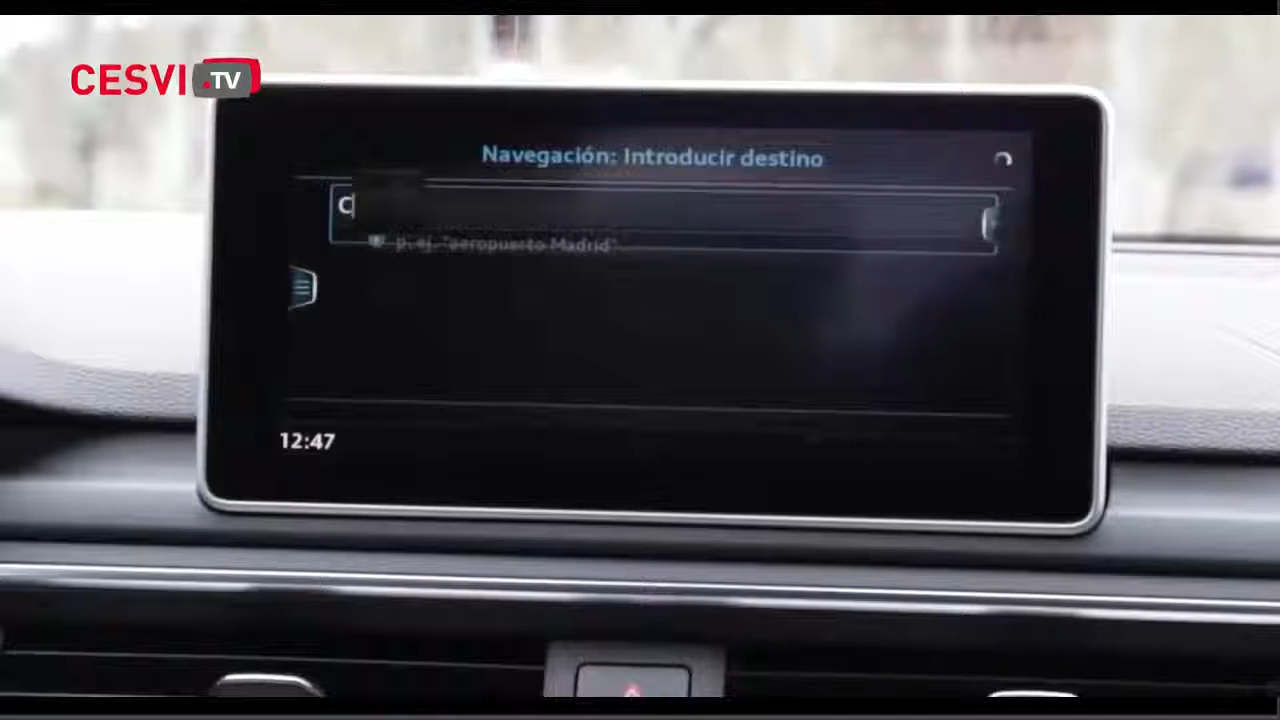 CESVI.TV
Navegación: Introducir destino
C
p. ej. "aeropuerto Madrid"
12:47